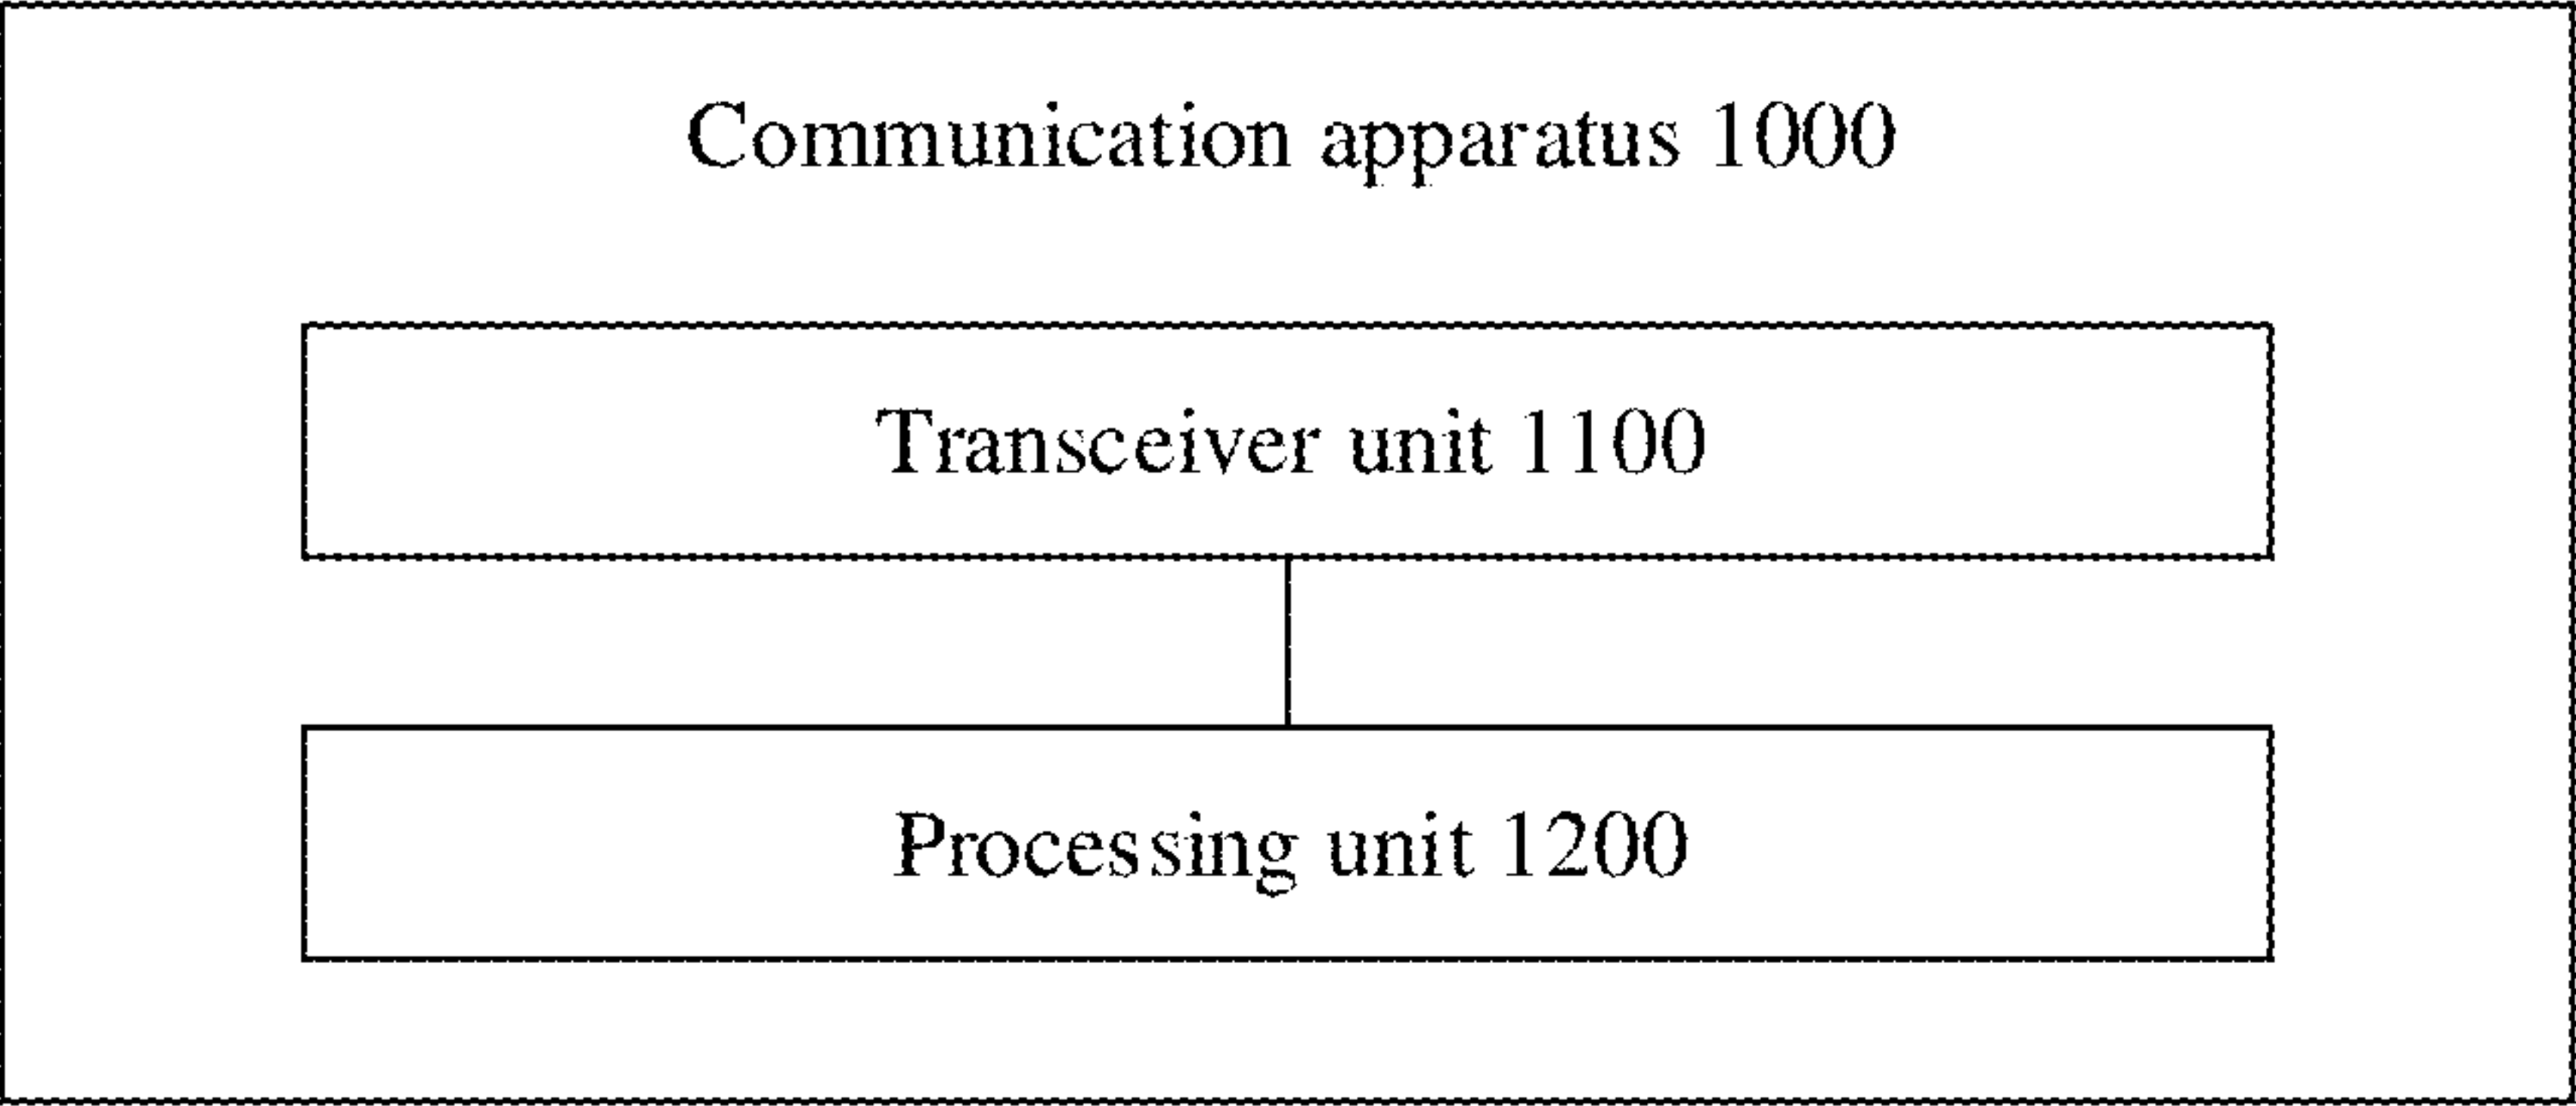 Communication apparatus 1000
Transceiver unit 1100
Processing unit 1200